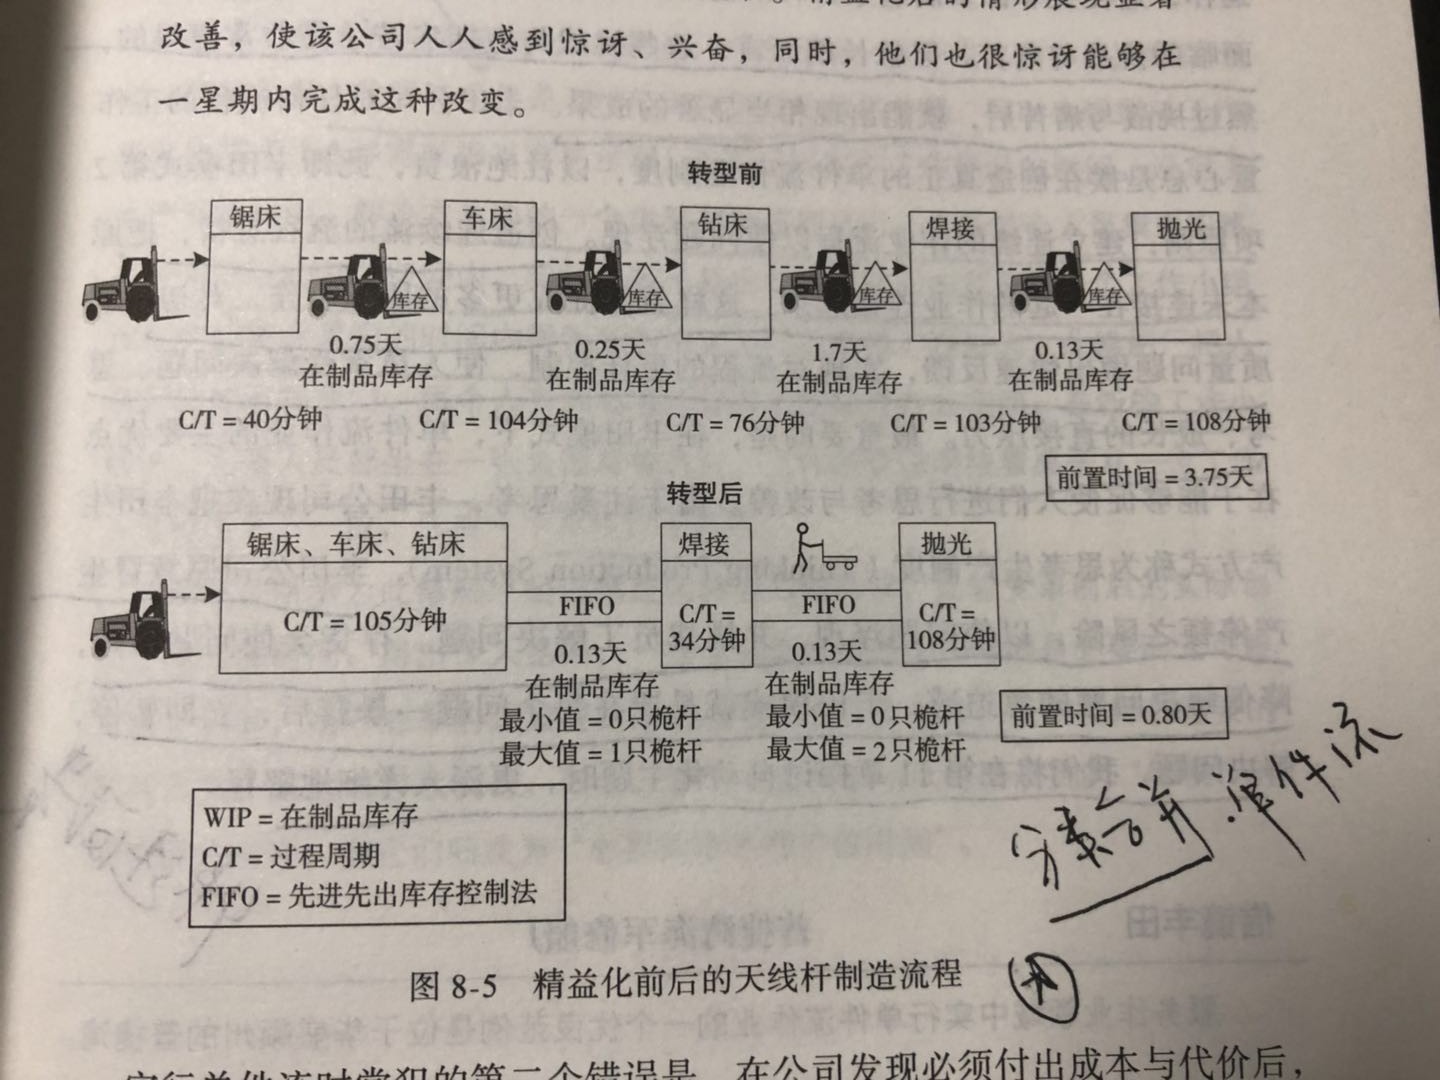 改善，使该公司人人感到惊讶、兴奋，同时，他们也很惊讶能够在
一星期内完成这种改变。
转型前
锯床 车床 钻床 焊接 抛光
库存 库存 库存 库存
0.75天 0.25天 1.7天 0.13天
在制品库存 在制品库存 在制品库存 在制品库存
C/T = 40分钟 C/T = 104分钟 C/T = 76分钟 C/T = 103分钟 C/T = 108分钟
前置时间 = 3.75天
转型后
锯床、车床、钻床 焊接 抛光
C/T = 105分钟
FIFO
C/T =
34分钟
FIFO
C/T =
108分钟
0.13天 0.13天
在制品库存 在制品库存
最小值 = 0只桅杆 最小值 = 0只桅杆
最大值 = 1只桅杆 最大值 = 2只桅杆
前置时间 = 0.80天
WIP = 在制品库存
C/T = 过程周期
FIFO = 先进先出库存控制法
分类合并 单件流
图 8-5 精益化前后的天线杆制造流程
实行单件流时常犯的第二个错误是，在公司发现必须付出成本与代价后，